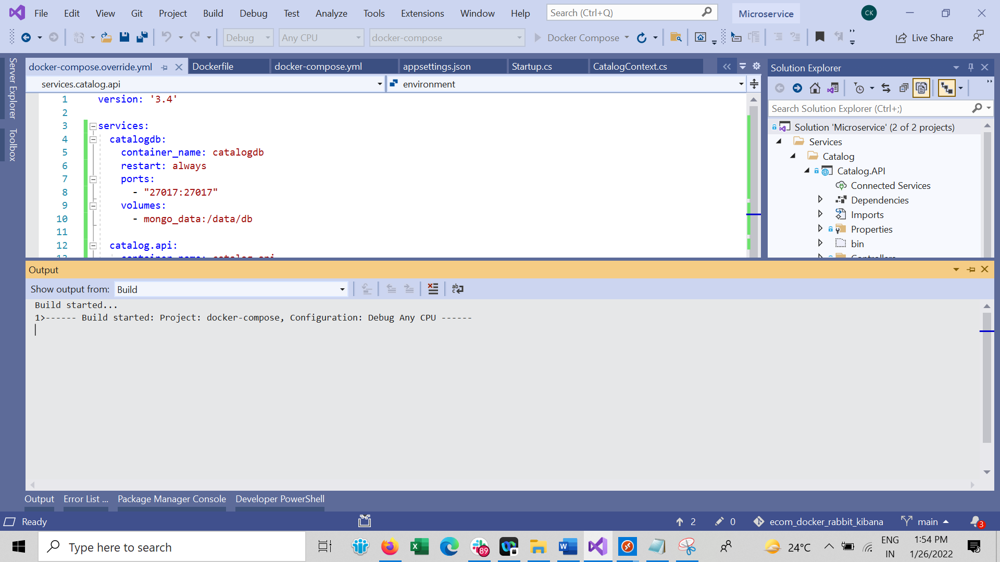 File Edit View Git Project Build Debug Test Analyze Tools Extensions Window Help Search (Ctrl+Q) Microservice CK
Debug Any CPU docker-compose Docker Compose Live Share
Server Explorer
Toolbox
docker-compose.override.yml Dockerfile docker-compose.yml appsettings.json Startup.cs CatalogContext.cs
services.catalog.api environment
1 version: '3.4'
2
3 services:
4 catalogdb:
5 container_name: catalogdb
6 restart: always
7 ports:
8 - "27017:27017"
9 volumes:
10 - mongo_data:/data/db
11
12 catalog.api:
13 container_name: catalog.api
Solution Explorer
Search Solution Explorer (Ctrl+;)
Solution 'Microservice' (2 of 2 projects)
Services
Catalog
Catalog.API
Connected Services
Dependencies
Imports
Properties
bin
Controllers
Output
Show output from: Build
Build started...
1>------ Build started: Project: docker-compose, Configuration: Debug Any CPU ------
Output Error List ... Package Manager Console Developer PowerShell
Ready 2 0 ecom_docker_rabbit_kibana main 3
Type here to search 89 24°C ENG IN 1:54 PM 1/26/2022